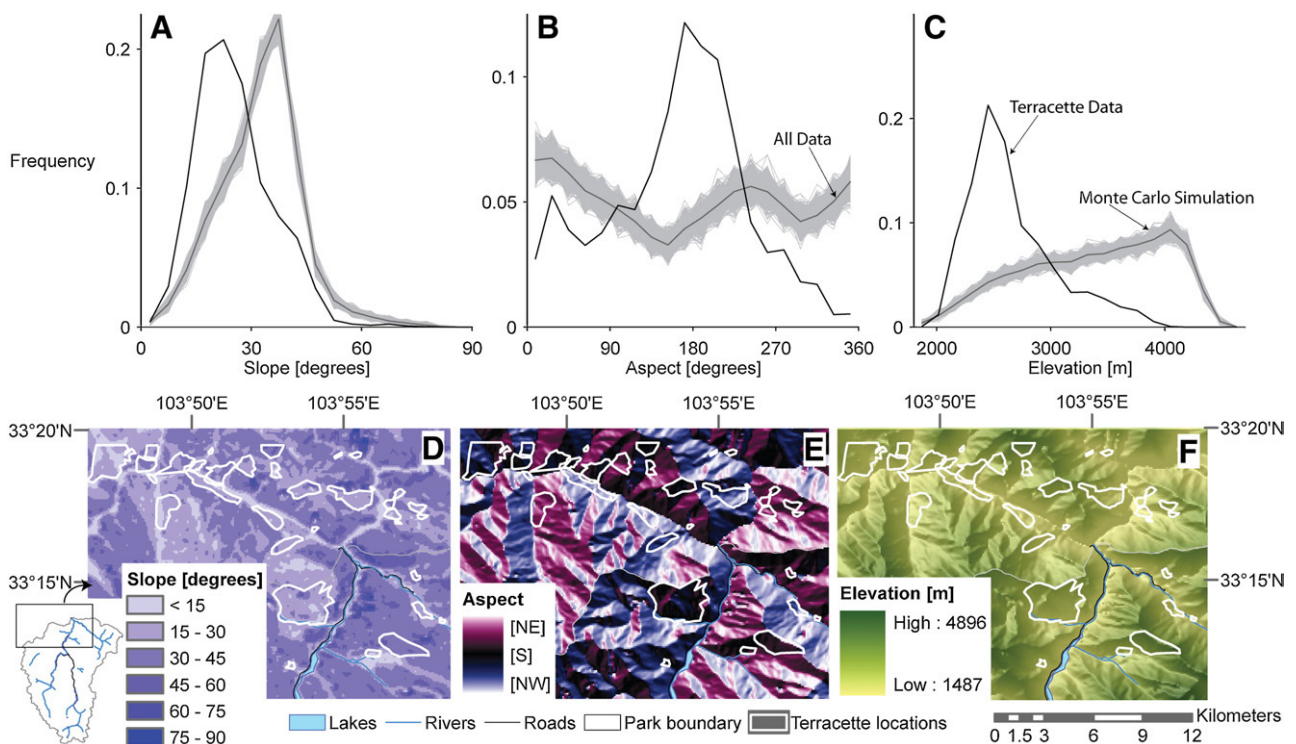 A
B
C
0.2
0.1
0
Frequency
0
30
60
90
Slope [degrees]
0.1
0.05
0
All Data
0
90
180
270
360
Aspect [degrees]
0.2
0.1
0
Terracette Data
Monte Carlo Simulation
2000
3000
4000
Elevation [m]
103°50'E
103°55'E
103°50'E
103°55'E
103°50'E
103°55'E
33°20'N
33°20'N
D
E
F
33°15'N
33°15'N
Slope [degrees]
< 15
15 - 30
30 - 45
45 - 60
60 - 75
75 - 90
Aspect
[NE]
[S]
[NW]
Elevation [m]
High : 4896
Low : 1487
Lakes
Rivers
Roads
Park boundary
Terracette locations
Kilometers
0 1.5 3 6 9 12